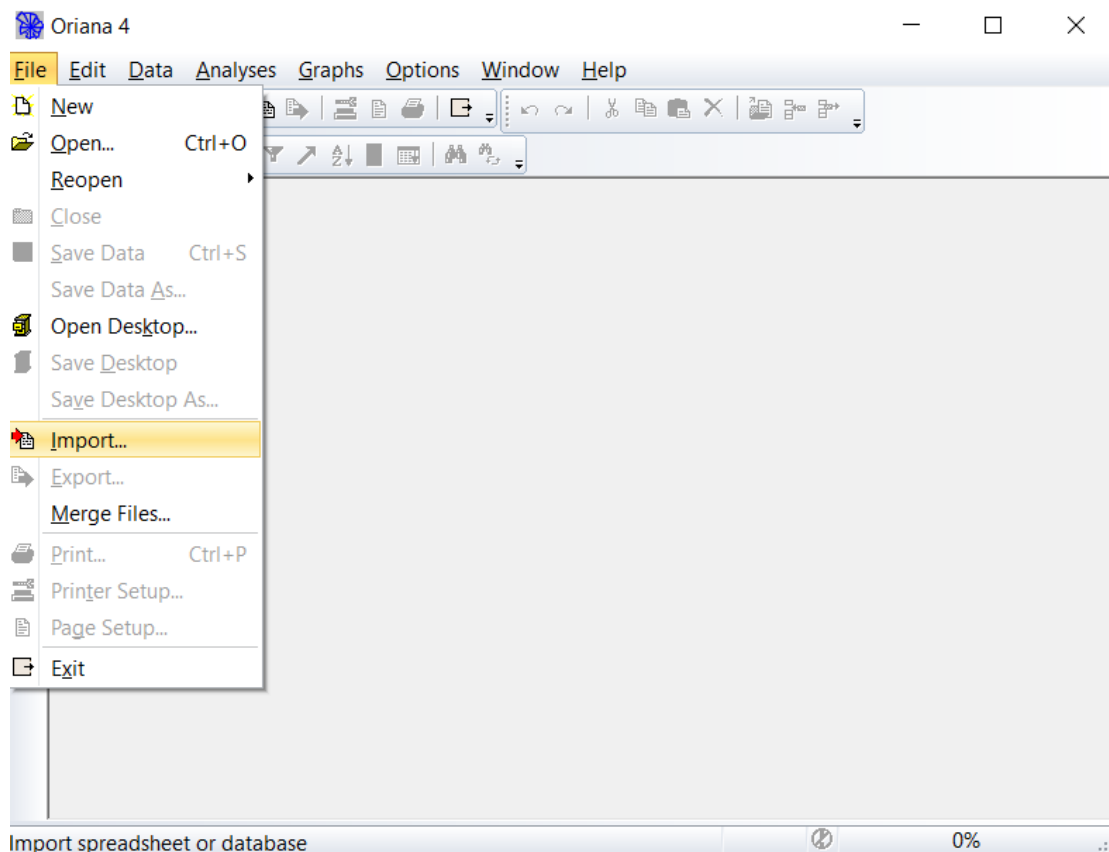 Oriana 4
File Edit Data Analyses Graphs Options Window Help
New
Open... Ctrl+O
Reopen
Close
Save Data Ctrl+S
Save Data As...
Open Desktop...
Save Desktop
Save Desktop As...
Import...
Export...
Merge Files...
Print... Ctrl+P
Printer Setup...
Page Setup...
Exit
Import spreadsheet or database 0%